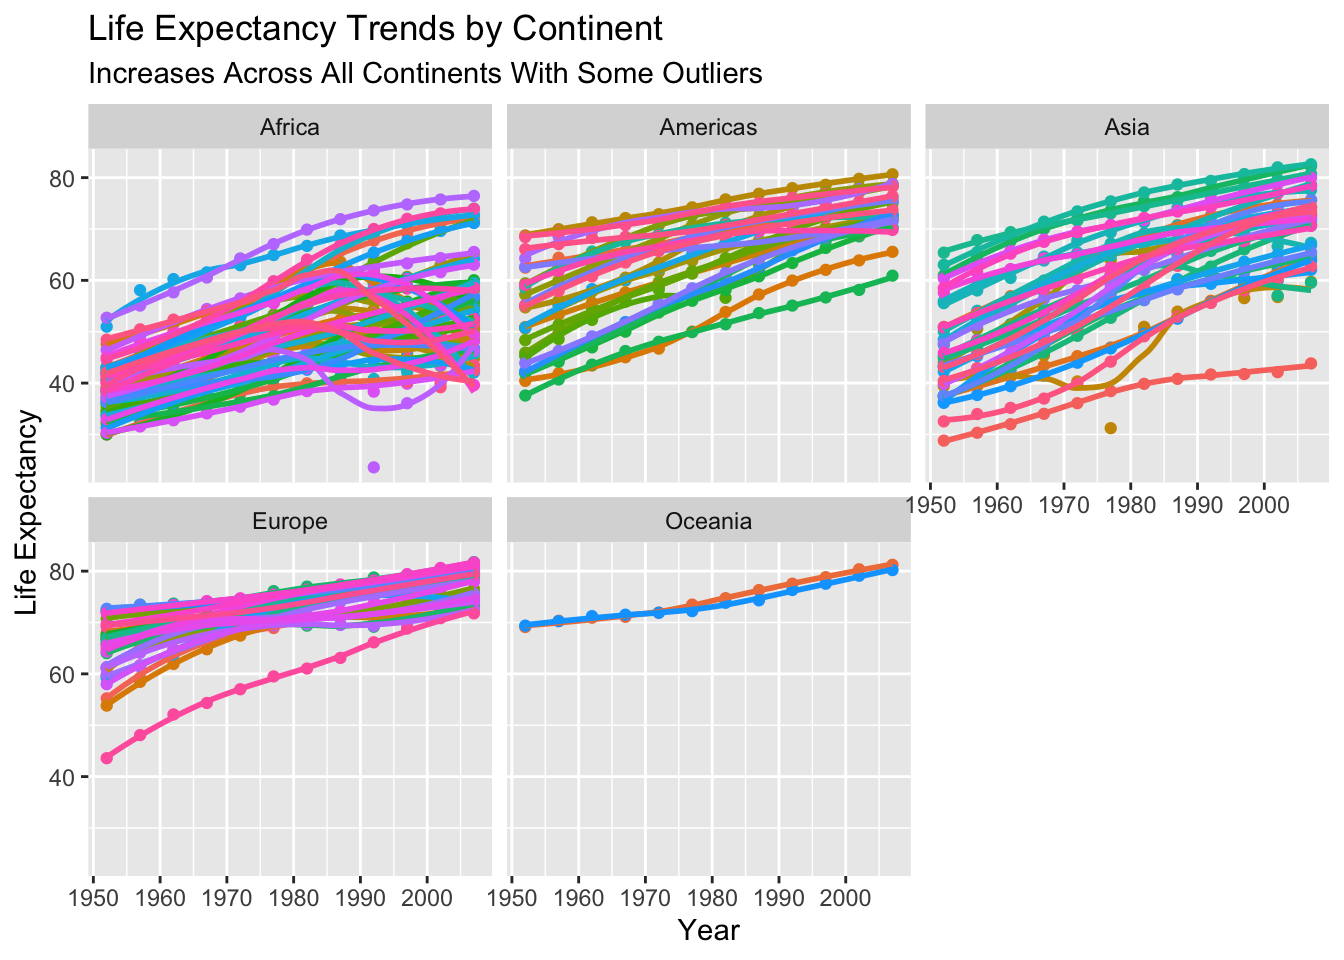 Life Expectancy Trends by Continent
Increases Across All Continents With Some Outliers
Africa
Americas
Asia
80
60
40
1950 1960 1970 1980 1990 2000
Europe
Oceania
80
60
40
1950 1960 1970 1980 1990 2000
1950 1960 1970 1980 1990 2000
Life Expectancy
Year